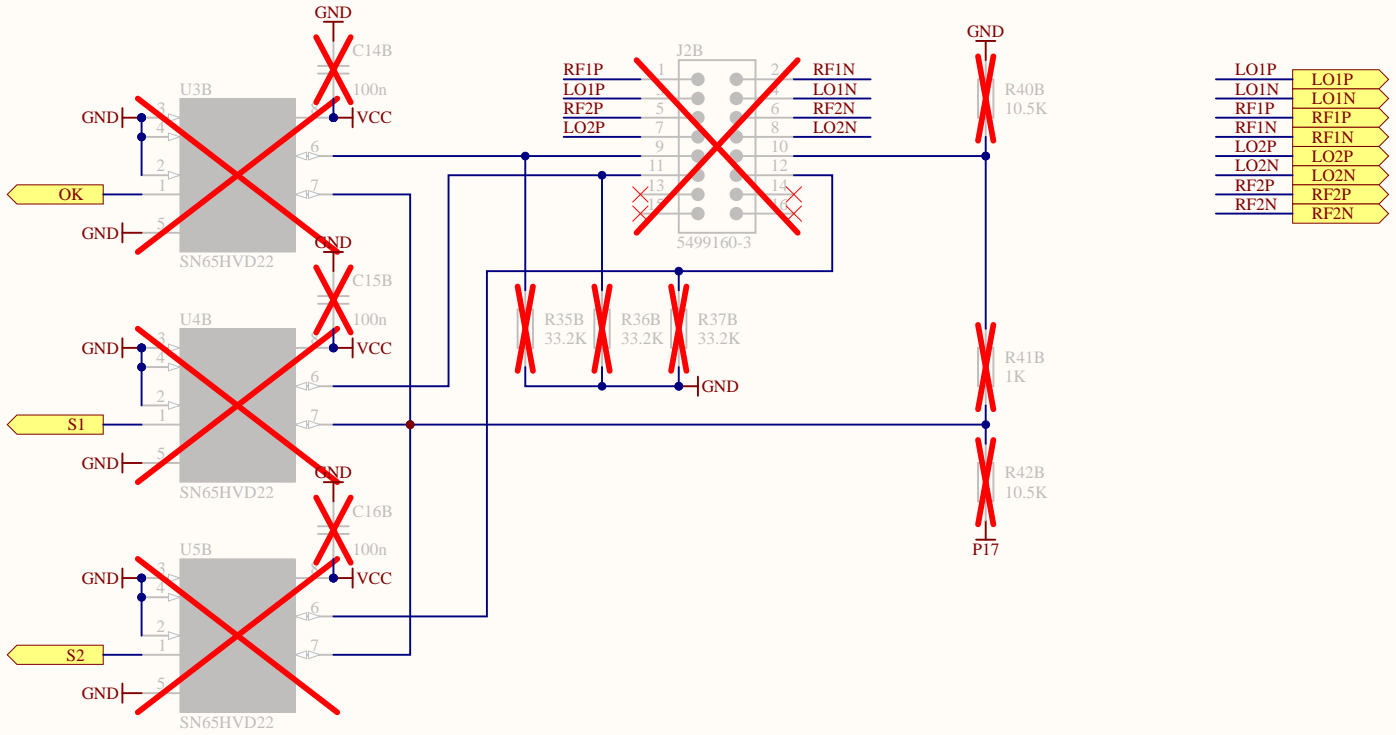 GND
C14B
100n
U3B
GND
3
4
8
VCC
6
2
OK
1
7
GND
5
SN65HVD22
GND
C15B
100n
U4B
GND
3
4
8
VCC
6
2
S1
1
7
GND
5
SN65HVD22
GND
C16B
100n
U5B
GND
3
4
8
VCC
6
2
S2
1
7
GND
5
SN65HVD22
J2B
RF1P 1 2 RF1N
LO1P LO1N
RF2P 5 6 RF2N
LO2P 7 8 LO2N
9 10
11 12
13 14
15 16
5499160-3
R35B
33.2K
R36B
33.2K
R37B
33.2K
GND
GND
R40B
10.5K
R41B
1K
R42B
10.5K
P17
LO1P LO1P
LO1N LO1N
RF1P RF1P
RF1N RF1N
LO2P LO2P
LO2N LO2N
RF2P RF2P
RF2N RF2N